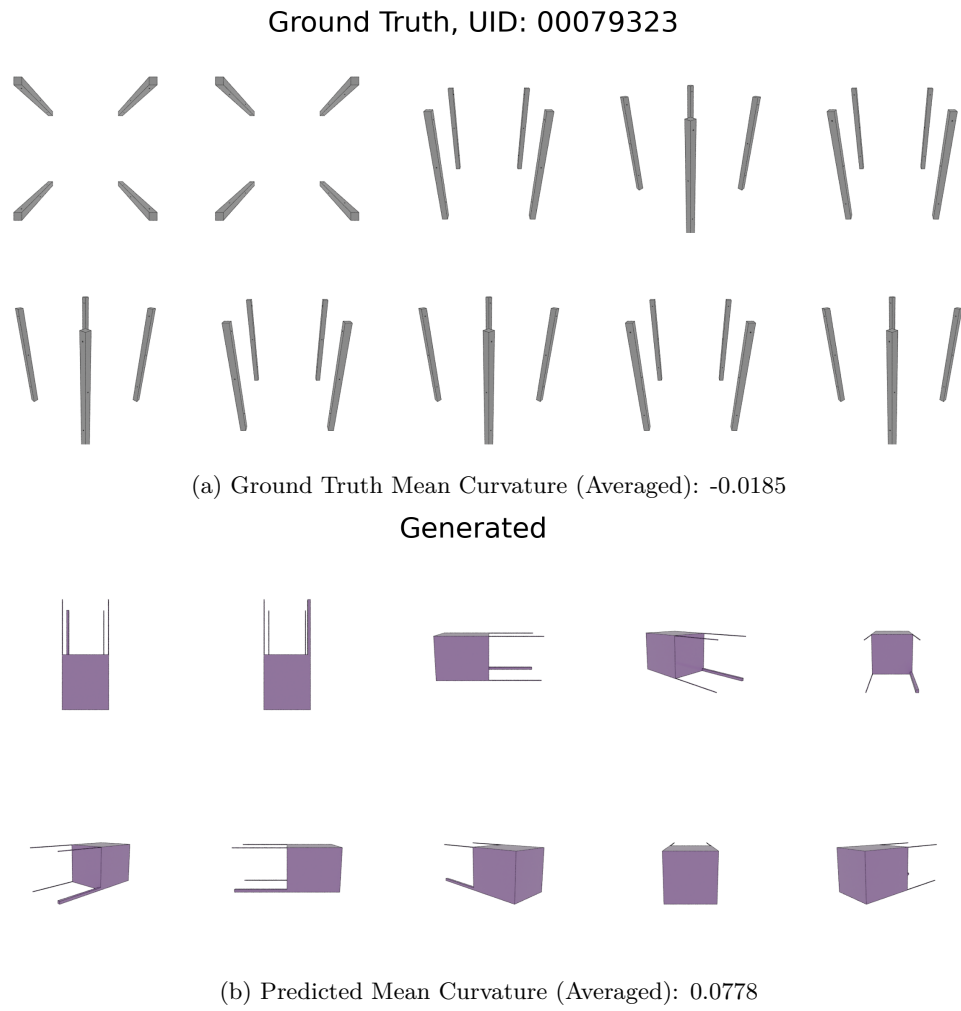 Ground Truth, UID: 00079323
(a) Ground Truth Mean Curvature (Averaged): -0.0185
Generated
(b) Predicted Mean Curvature (Averaged): 0.0778